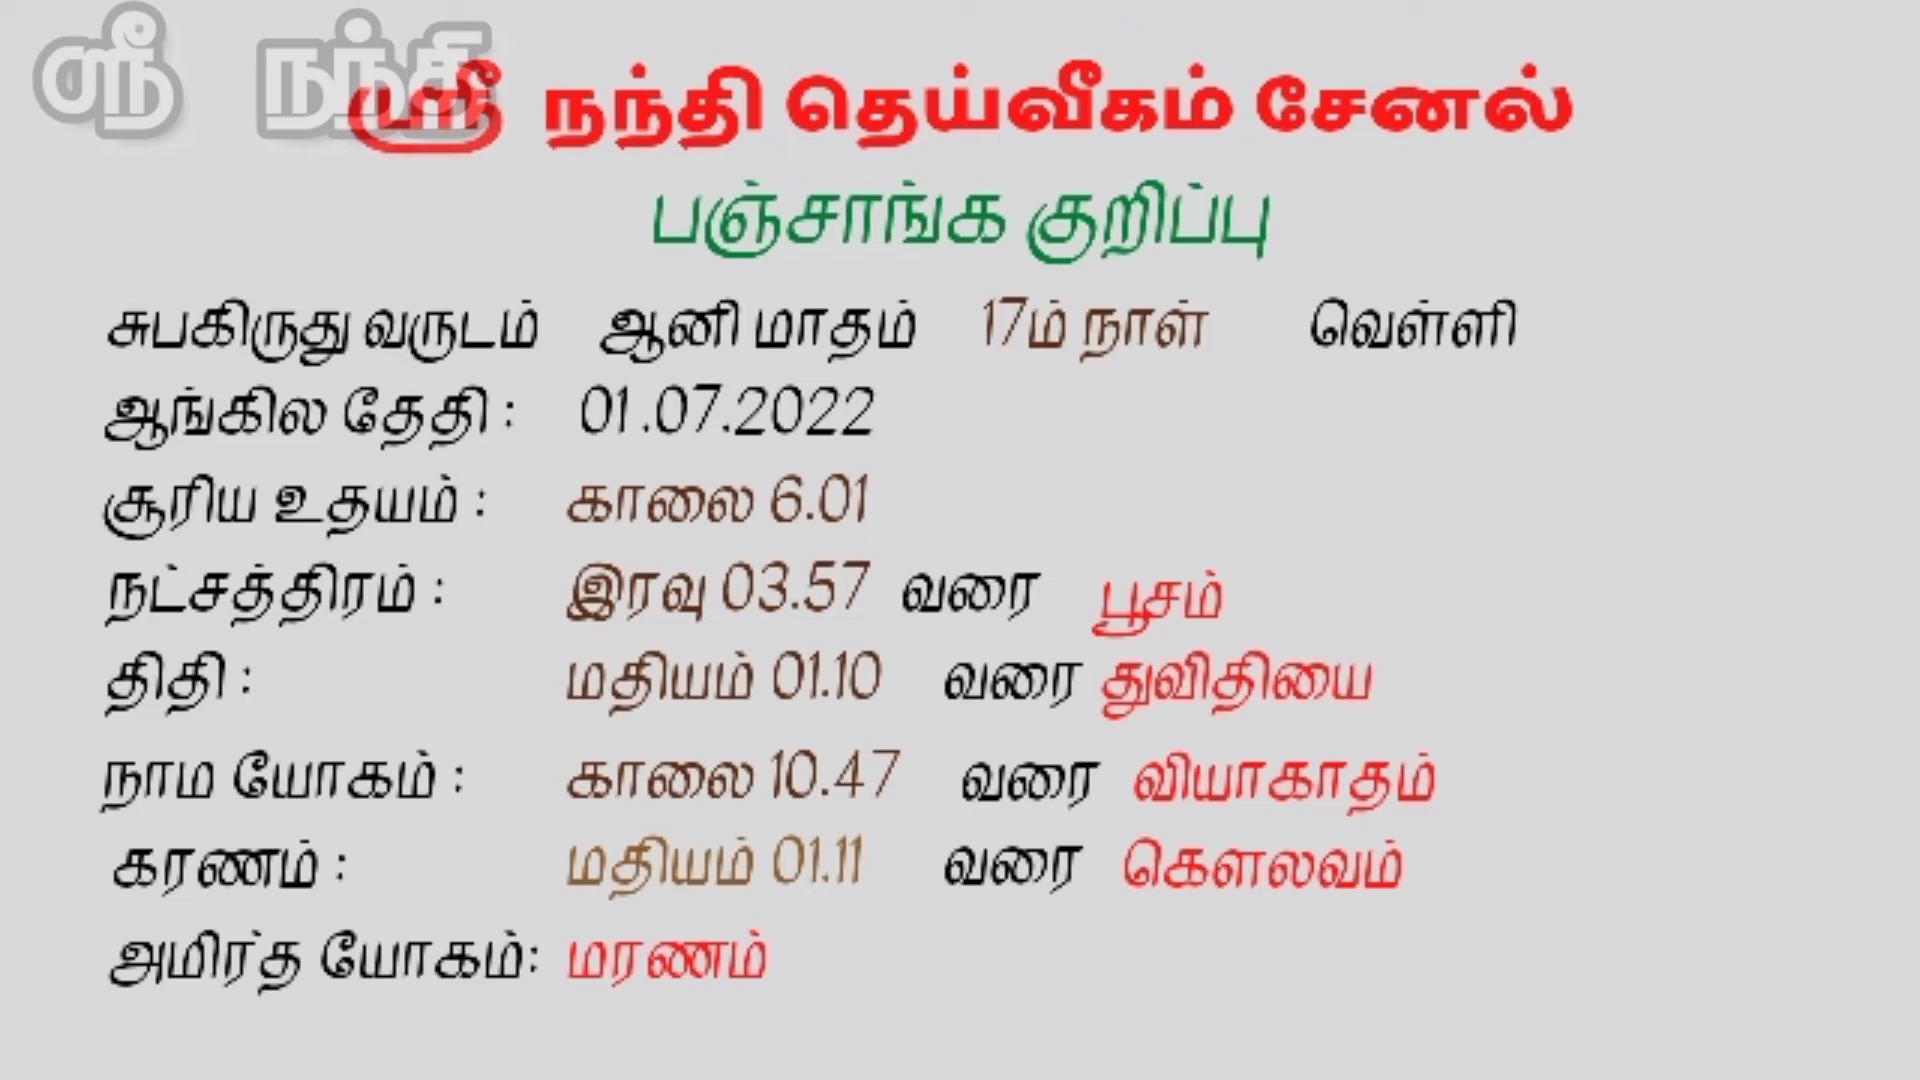 ஸ்ரீ நந்தி
ஸ்ரீ நந்தி தெய்வீகம் சேனல்
பஞ்சாங்க குறிப்பு
சுபகிருது வருடம் ஆனி மாதம் 17ம் நாள் வெள்ளி
ஆங்கில தேதி : 01.07.2022
சூரிய உதயம் : காலை 6.01
நட்சத்திரம் : இரவு 03.57 வரை பூசம்
திதி : மதியம் 01.10 வரை துவிதியை
நாம யோகம் : காலை 10.47 வரை வியாகாதம்
கரணம் : மதியம் 01.11 வரை கௌலவம்
அமிர்த யோகம்: மரணம்